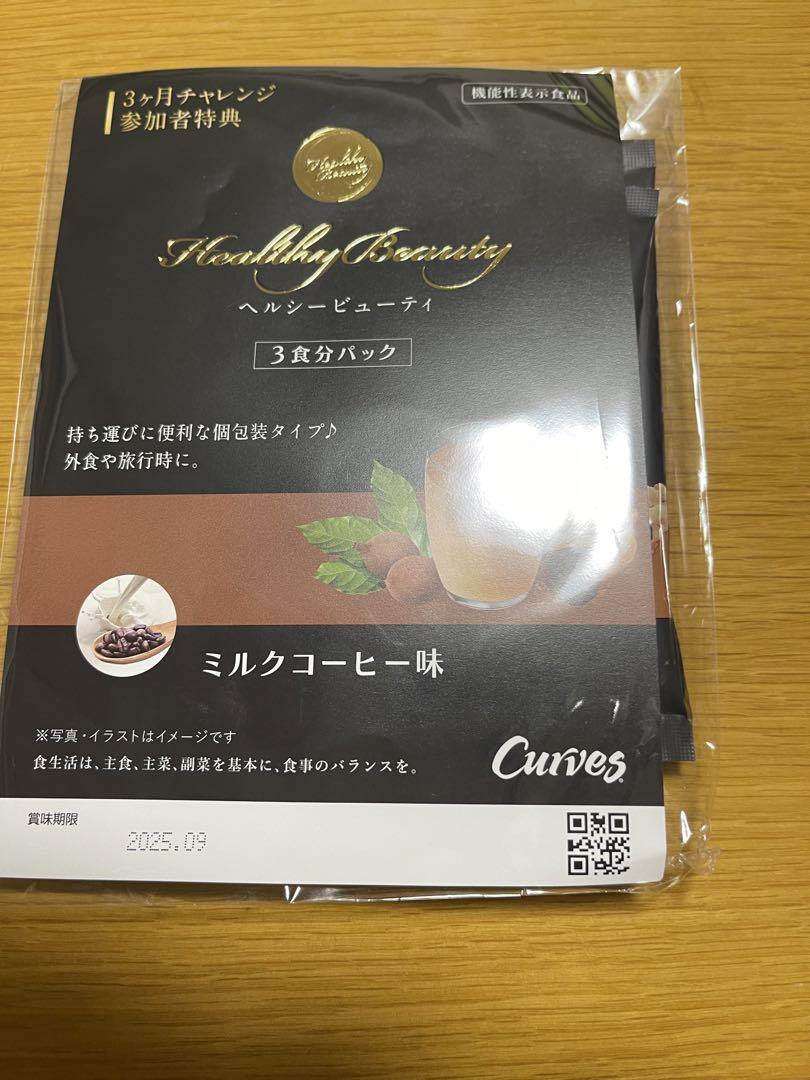 3ヶ月チャレンジ
参加者特典
機能性表示食品
Healthy
Beauty
Healthy Beauty
ヘルシービューティ
3食分パック
持ち運びに便利な個包装タイプ♪
外食や旅行時に。
ミルクコーヒー味
※写真・イラストはイメージです
食生活は、主食、主菜、副菜を基本に、食事のバランスを。
Curves
賞味期限
2025.09